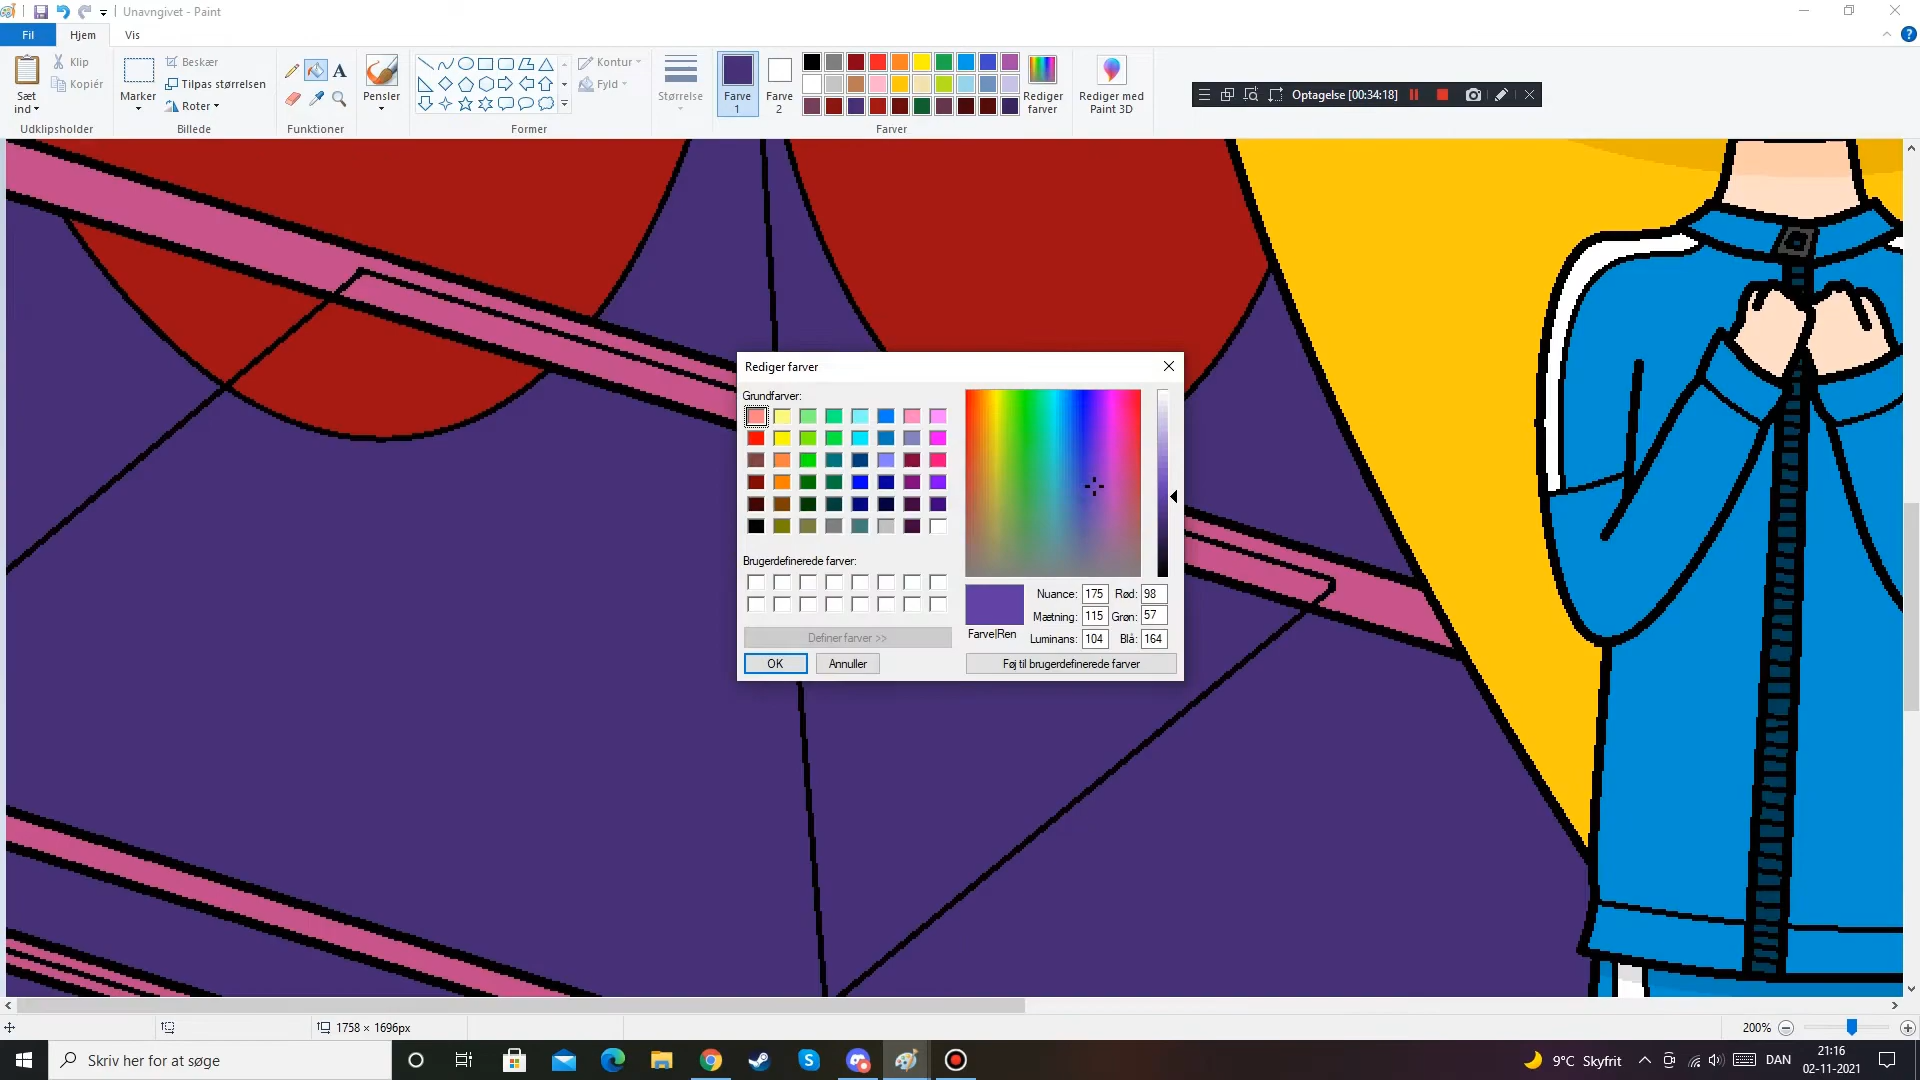 Unavngivet - Paint
Fil
Hjem
Vis
Sæt
ind
Klip
Kopiér
Udklipsholder
Marker
Beskær
Tilpas størrelsen
Roter
Billede
A
Funktioner
Pensler
Former
Kontur
Fyld
Størrelse
Farve
1
Farve
2
Farver
Rediger
farver
Rediger med
Paint 3D
Optagelse [00:34:18]
Rediger farver
Grundfarver:
Brugerdefinerede farver:
Definer farver >>
OK
Annuller
Farve|Ren
Nuance: 175
Rød: 98
Mætning: 115
Grøn: 57
Luminans: 104
Blå: 164
Føj til brugerdefinerede farver
1758 × 1696px
200%
Skriv her for at søge
9°C Skyfrit
DAN
21:16
02-11-2021